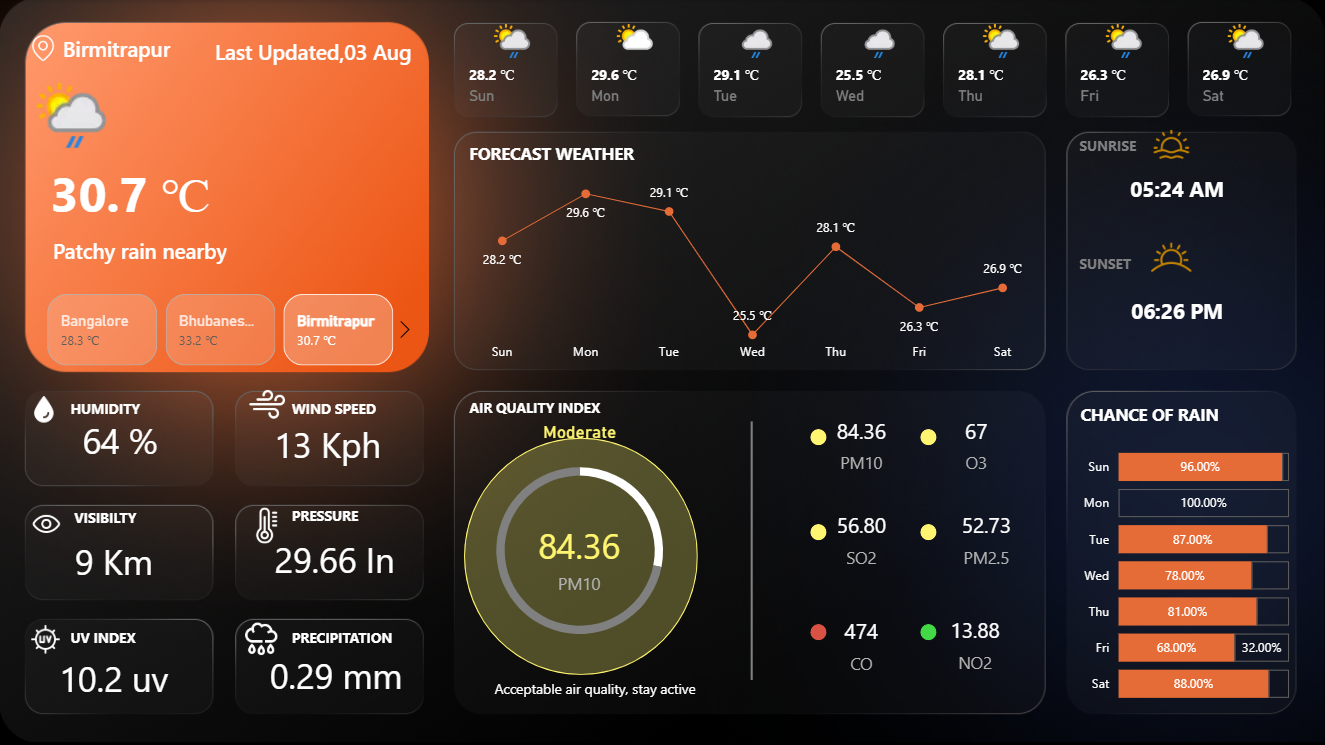 Birmitrapur
Last Updated,03 Aug
30.7 °C
Patchy rain nearby
Bangalore
28.3 °C
Bhubanes...
33.2 °C
Birmitrapur
30.7 °C
28.2 °C
Sun
29.6 °C
Mon
29.1 °C
Tue
25.5 °C
Wed
28.1 °C
Thu
26.3 °C
Fri
26.9 °C
Sat
FORECAST WEATHER
28.2 °C
29.6 °C
29.1 °C
25.5 °C
28.1 °C
26.3 °C
26.9 °C
Sun Mon Tue Wed Thu Fri Sat
SUNRISE
05:24 AM
SUNSET
06:26 PM
HUMIDITY
64 %
WIND SPEED
13 Kph
VISIBILTY
9 Km
PRESSURE
29.66 In
UV INDEX
UV
10.2 uv
PRECIPITATION
0.29 mm
AIR QUALITY INDEX
Moderate
84.36
PM10
Acceptable air quality, stay active
84.36
PM10
67
O3
56.80
SO2
52.73
PM2.5
474
CO
13.88
NO2
CHANCE OF RAIN
Sun 96.00%
Mon 100.00%
Tue 87.00%
Wed 78.00%
Thu 81.00%
Fri 68.00% 32.00%
Sat 88.00%